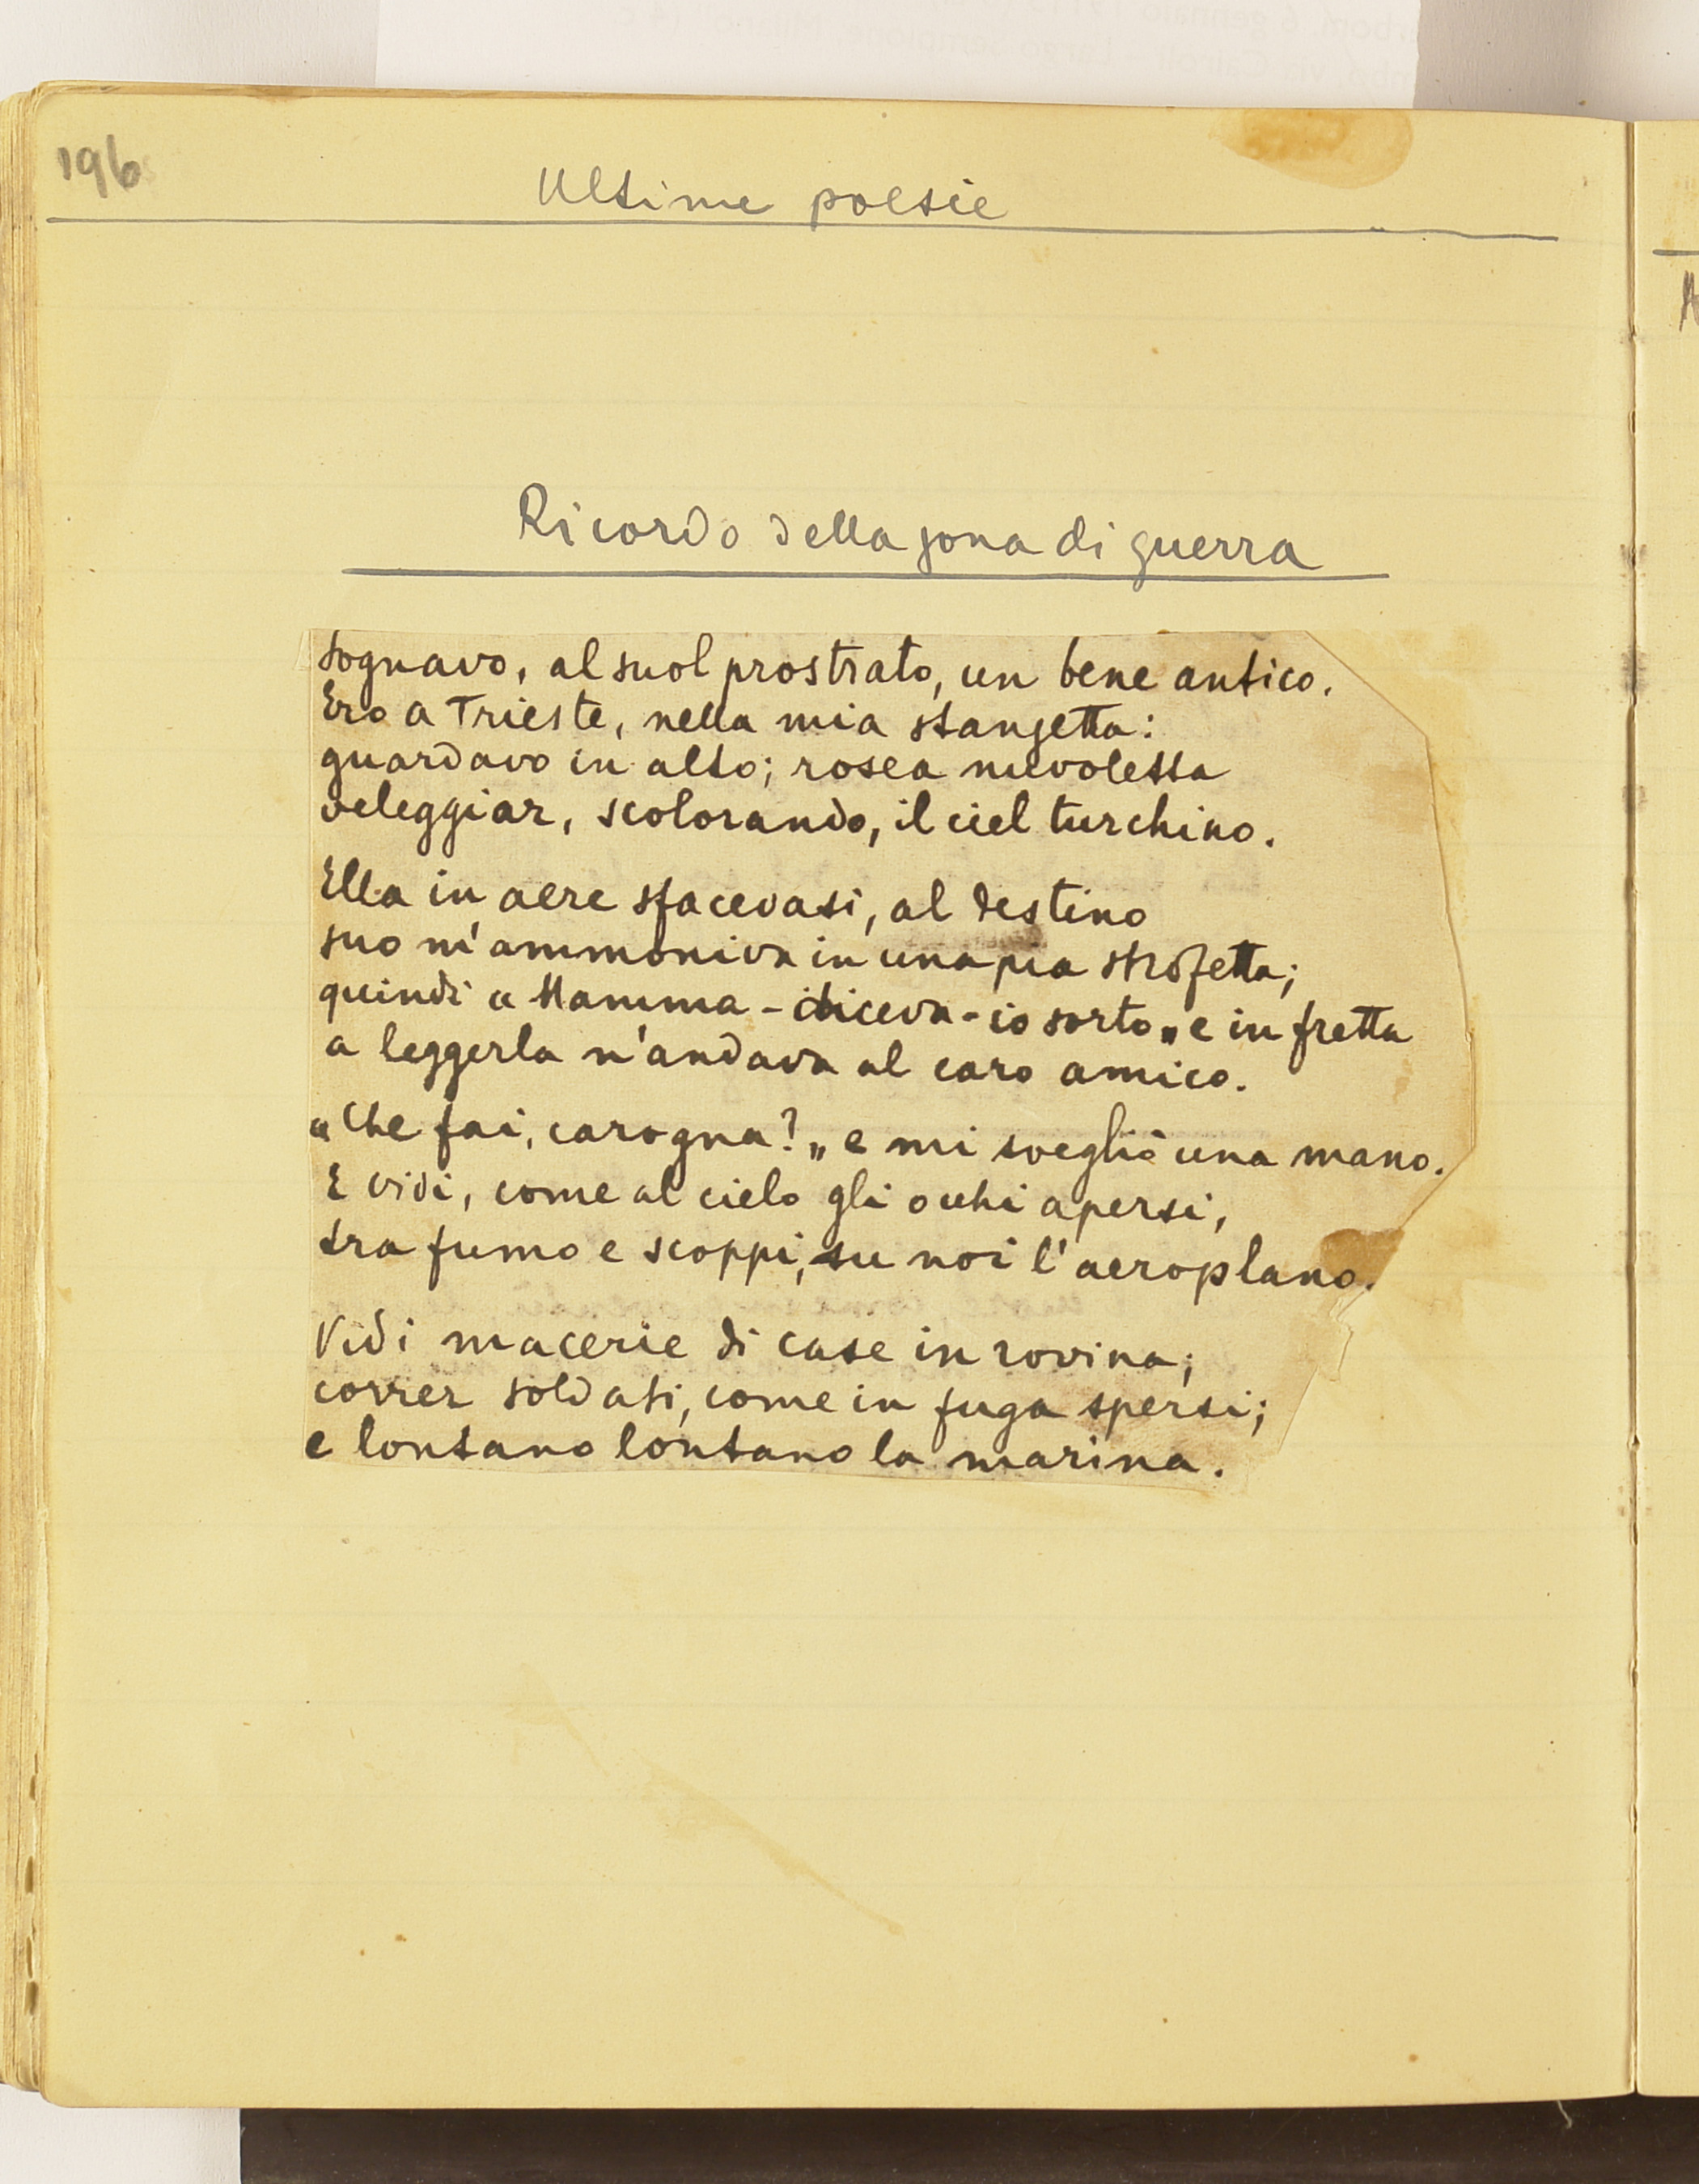 196
Ultime poesie
Ricordo della zona di guerra
Sognavo, al suol prostrato, un bene antico.
Ero a Trieste, nella mia stanzetta:
guardavo in alto; rosea nuvoletta
veleggiar, scolorando, il ciel turchino.
Ella in aere sfacevasi, al destino
suo m'ammoniva in una pia strofetta;
quindi „ Mamma - diceva - io sorto „ e in fretta
a leggerla n'andava al caro amico.
„ Che fai, carogna? „ e mi svegliò una mano.
E vidi, come al cielo gli occhi apersi,
tra fumo e scoppi, su noi l'aeroplano.
Vidi macerie di case in rovina;
correr soldati, come in fuga spersi;
e lontano lontano la marina.